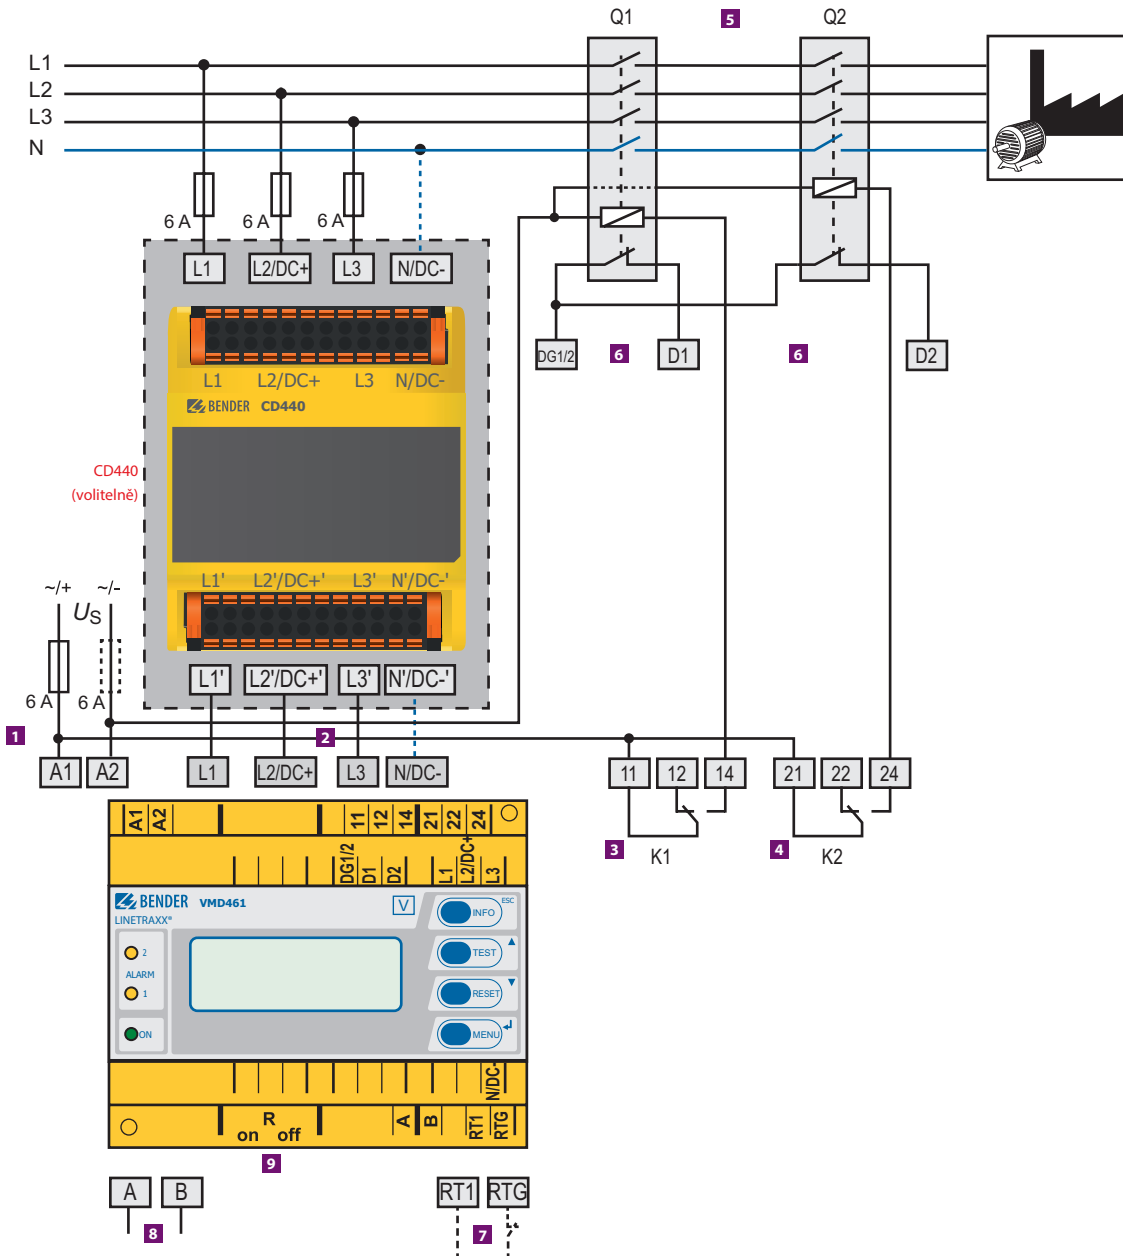 Q1 5 Q2
L1
L2
L3
N
6 A 6 A 6 A
L1 L2/DC+ L3 N/DC-
DG1/2 6 D1 6 D2
L1 L2/DC+ L3 N/DC-
BENDER CD440
CD440
(volitelně)
L1' L2'/DC+' L3' N'/DC-'
~/+ ~/-
US
L1' L2'/DC+' L3' N'/DC-'
6 A 6 A
1 2
A1 A2 L1 L2/DC+ L3 N/DC- 11 12 14 21 22 24
3 K1 4 K2
A1 A2 11 12 14 21 22 24
DG1/2 D1 D2 L1 L2/DC+ L3
BENDER VMD461 V INFO ESC
LINETRAXX®
2 TEST
ALARM
1 RESET
ON MENU
N/DC-
R A B RT1 RTG
on off
9
A B RT1 RTG
8 7